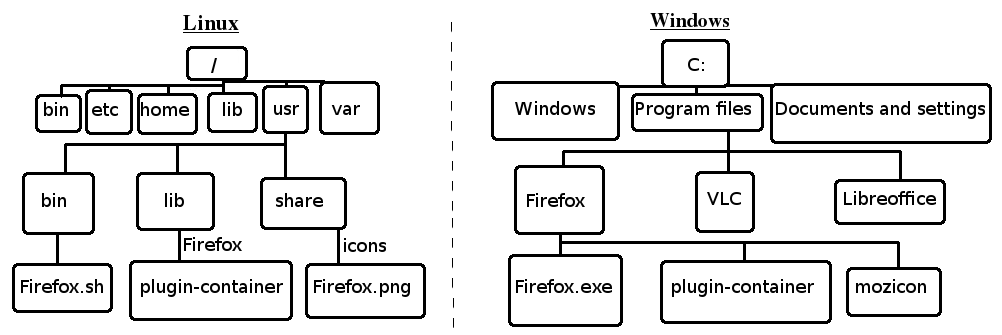 Linux
/
bin etc home lib usr var
bin lib share
Firefox icons
Firefox.sh plugin-container Firefox.png
Windows
C:
Windows Program files Documents and settings
Firefox VLC Libreoffice
Firefox.exe plugin-container mozicon